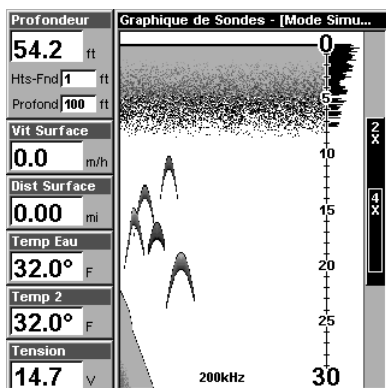 Profondeur
54.2 ft
Hts-Fnd 1 ft
Profond 100 ft
Vit Surface
0.0 m/h
Dist Surface
0.00 mi
Temp Eau
32.0° F
Temp 2
32.0° F
Tension
14.7 V
Graphique de Sondes - [Mode Simu...
0
5
10
15
20
25
30
200kHz
2X
4X